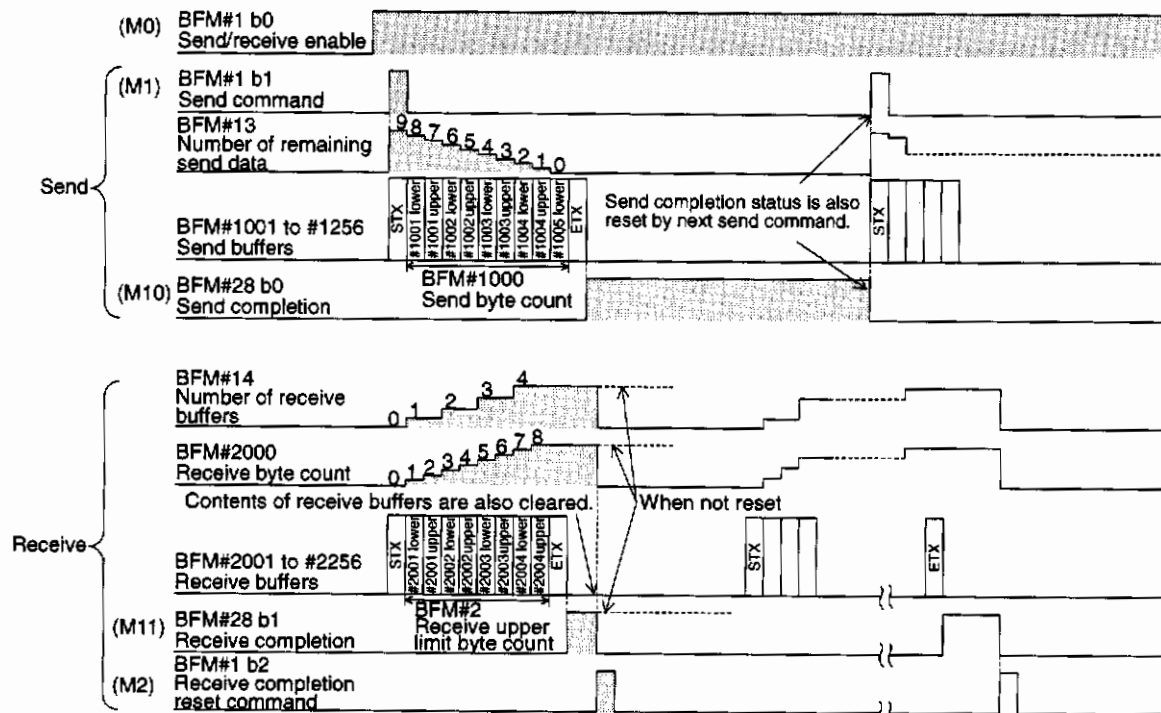 (M0)
BFM#1 b0
Send/receive enable
Send
(M1)
BFM#1 b1
Send command
BFM#13
Number of remaining
send data
9 8 7 6 5 4 3 2 1 0
BFM#1001 to #1256
Send buffers
STX
#1001 lower
#1001 upper
#1002 lower
#1002 upper
#1003 lower
#1003 upper
#1004 lower
#1004 upper
#1005 lower
ETX
BFM#1000
Send byte count
Send completion status is also
reset by next send command.
STX
(M10)
BFM#28 b0
Send completion
Receive
BFM#14
Number of receive
buffers
0 1 2 3 4
BFM#2000
Receive byte count
0 1 2 3 4 5 6 7 8
Contents of receive buffers are also cleared.
When not reset
BFM#2001 to #2256
Receive buffers
STX
#2001 lower
#2001 upper
#2002 lower
#2002 upper
#2003 lower
#2003 upper
#2004 lower
#2004 upper
ETX
STX
ETX
BFM#2
Receive upper
limit byte count
(M11)
BFM#28 b1
Receive completion
(M2)
BFM#1 b2
Receive completion
reset command